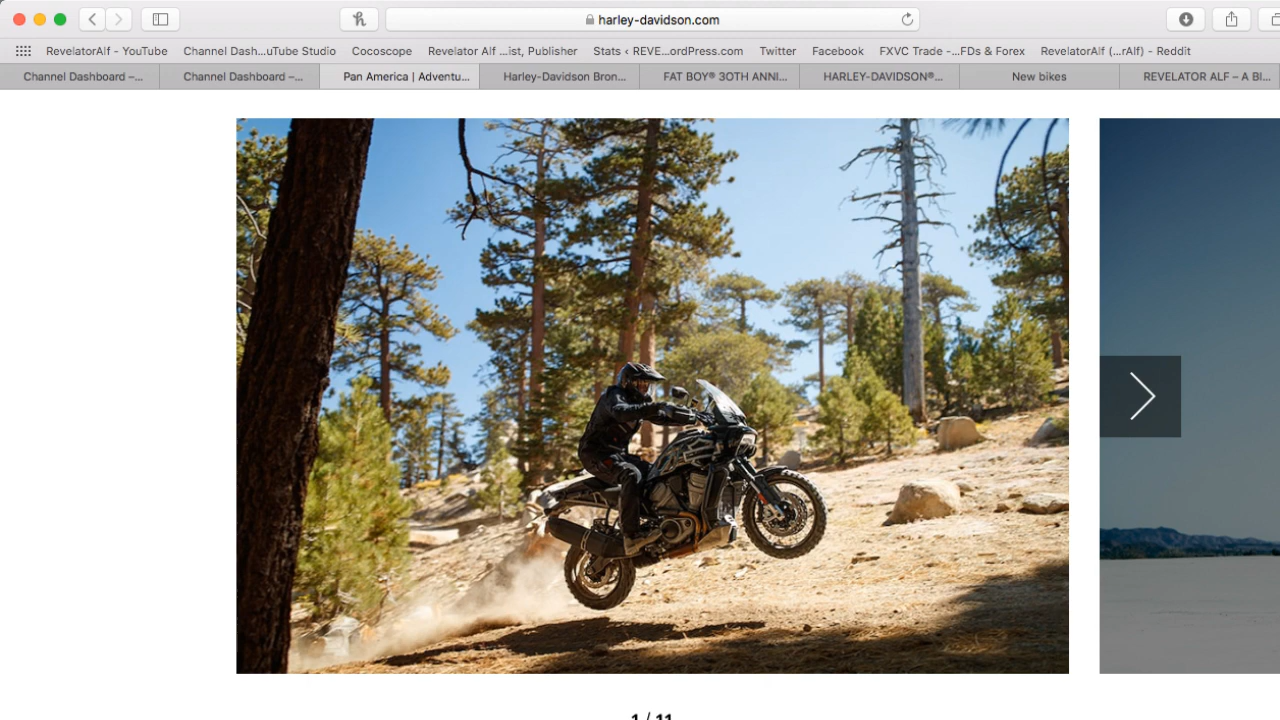 harley-davidson.com
RevelatorAlf - YouTube Channel Dash...uTube Studio Cocoscope Revelator Alf ...ist, Publisher Stats ‹ REVE...ordPress.com Twitter Facebook FXVC Trade -...FDs & Forex RevelatorAlf (...rAlf) - Reddit
Channel Dashboard –... Channel Dashboard –... Pan America | Adventu... Harley-Davidson Bron... FAT BOY® 3OTH ANNI... HARLEY-DAVIDSON®... New bikes REVELATOR ALF – A BI...
1 / 11